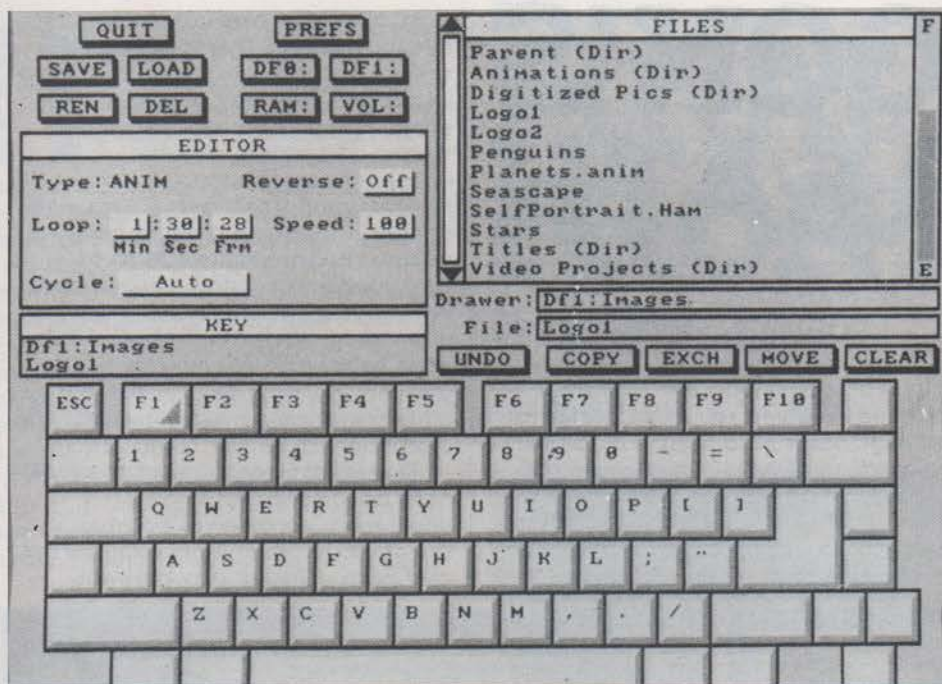 QUIT PREFS
SAVE LOAD DF0: DF1:
REN DEL RAM: VOL:
EDITOR
Type: ANIM Reverse: Off
Loop: 1:30:28 Speed: 100
Min Sec Frm
Cycle: Auto
KEY
Df1:Images
Logo1
FILES F
Parent (Dir)
Animations (Dir)
Digitized Pics (Dir)
Logo1
Logo2
Penguins
Planets.anim
Seascape
SelfPortrait.Ham
Stars
Titles (Dir)
Video Projects (Dir)
E
Drawer: Df1:Images
File: Logo1
UNDO COPY EXCH MOVE CLEAR
ESC F1 F2 F3 F4 F5 F6 F7 F8 F9 F10
1 2 3 4 5 6 7 8 9 0 - = \
Q W E R T Y U I O P [ ]
A S D F G H J K L ; "
Z X C V B N M , . /